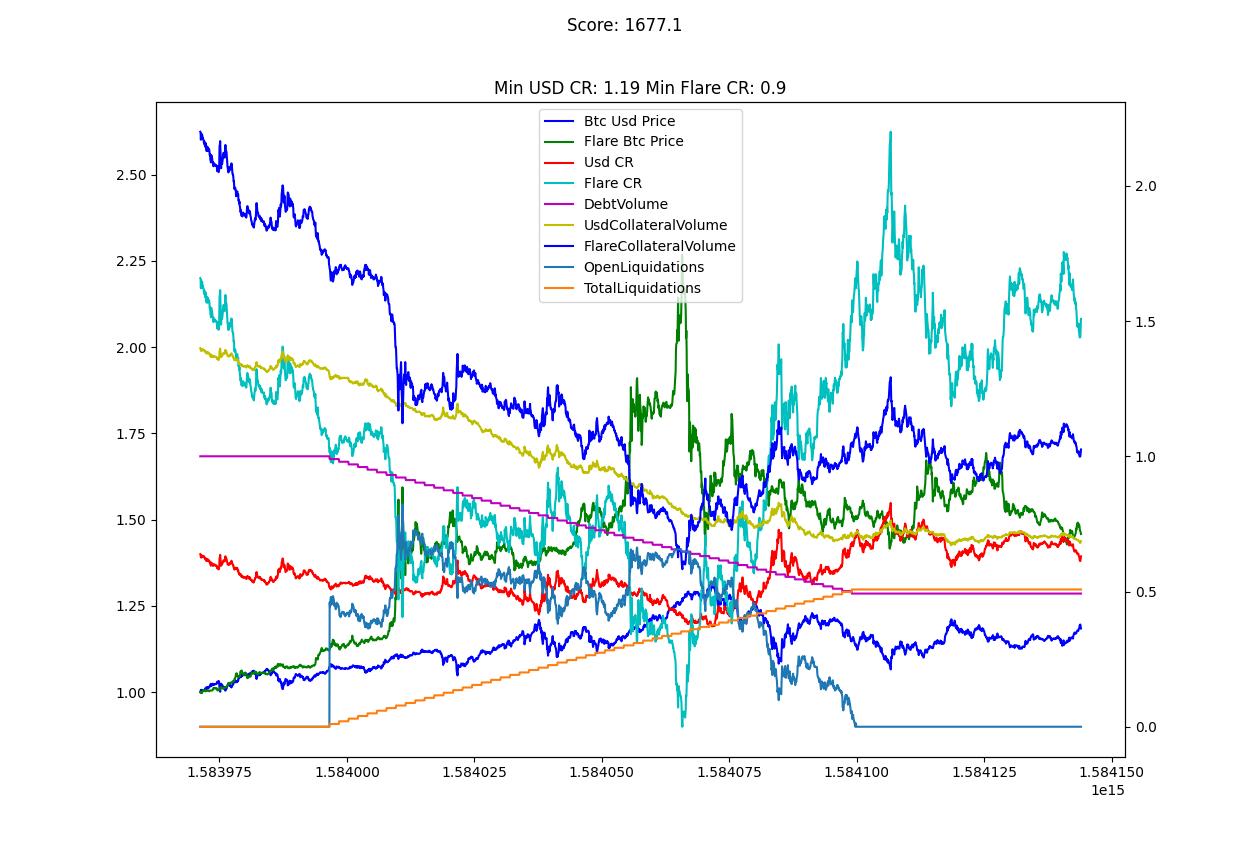 Score: 1677.1
Min USD CR: 1.19 Min Flare CR: 0.9
Btc Usd Price
Flare Btc Price
Usd CR
Flare CR
DebtVolume
UsdCollateralVolume
FlareCollateralVolume
OpenLiquidations
TotalLiquidations
2.50
2.25
2.00
1.75
1.50
1.25
1.00
2.0
1.5
1.0
0.5
0.0
1.583975
1.584000
1.584025
1.584050
1.584075
1.584100
1.584125
1.584150
1e15